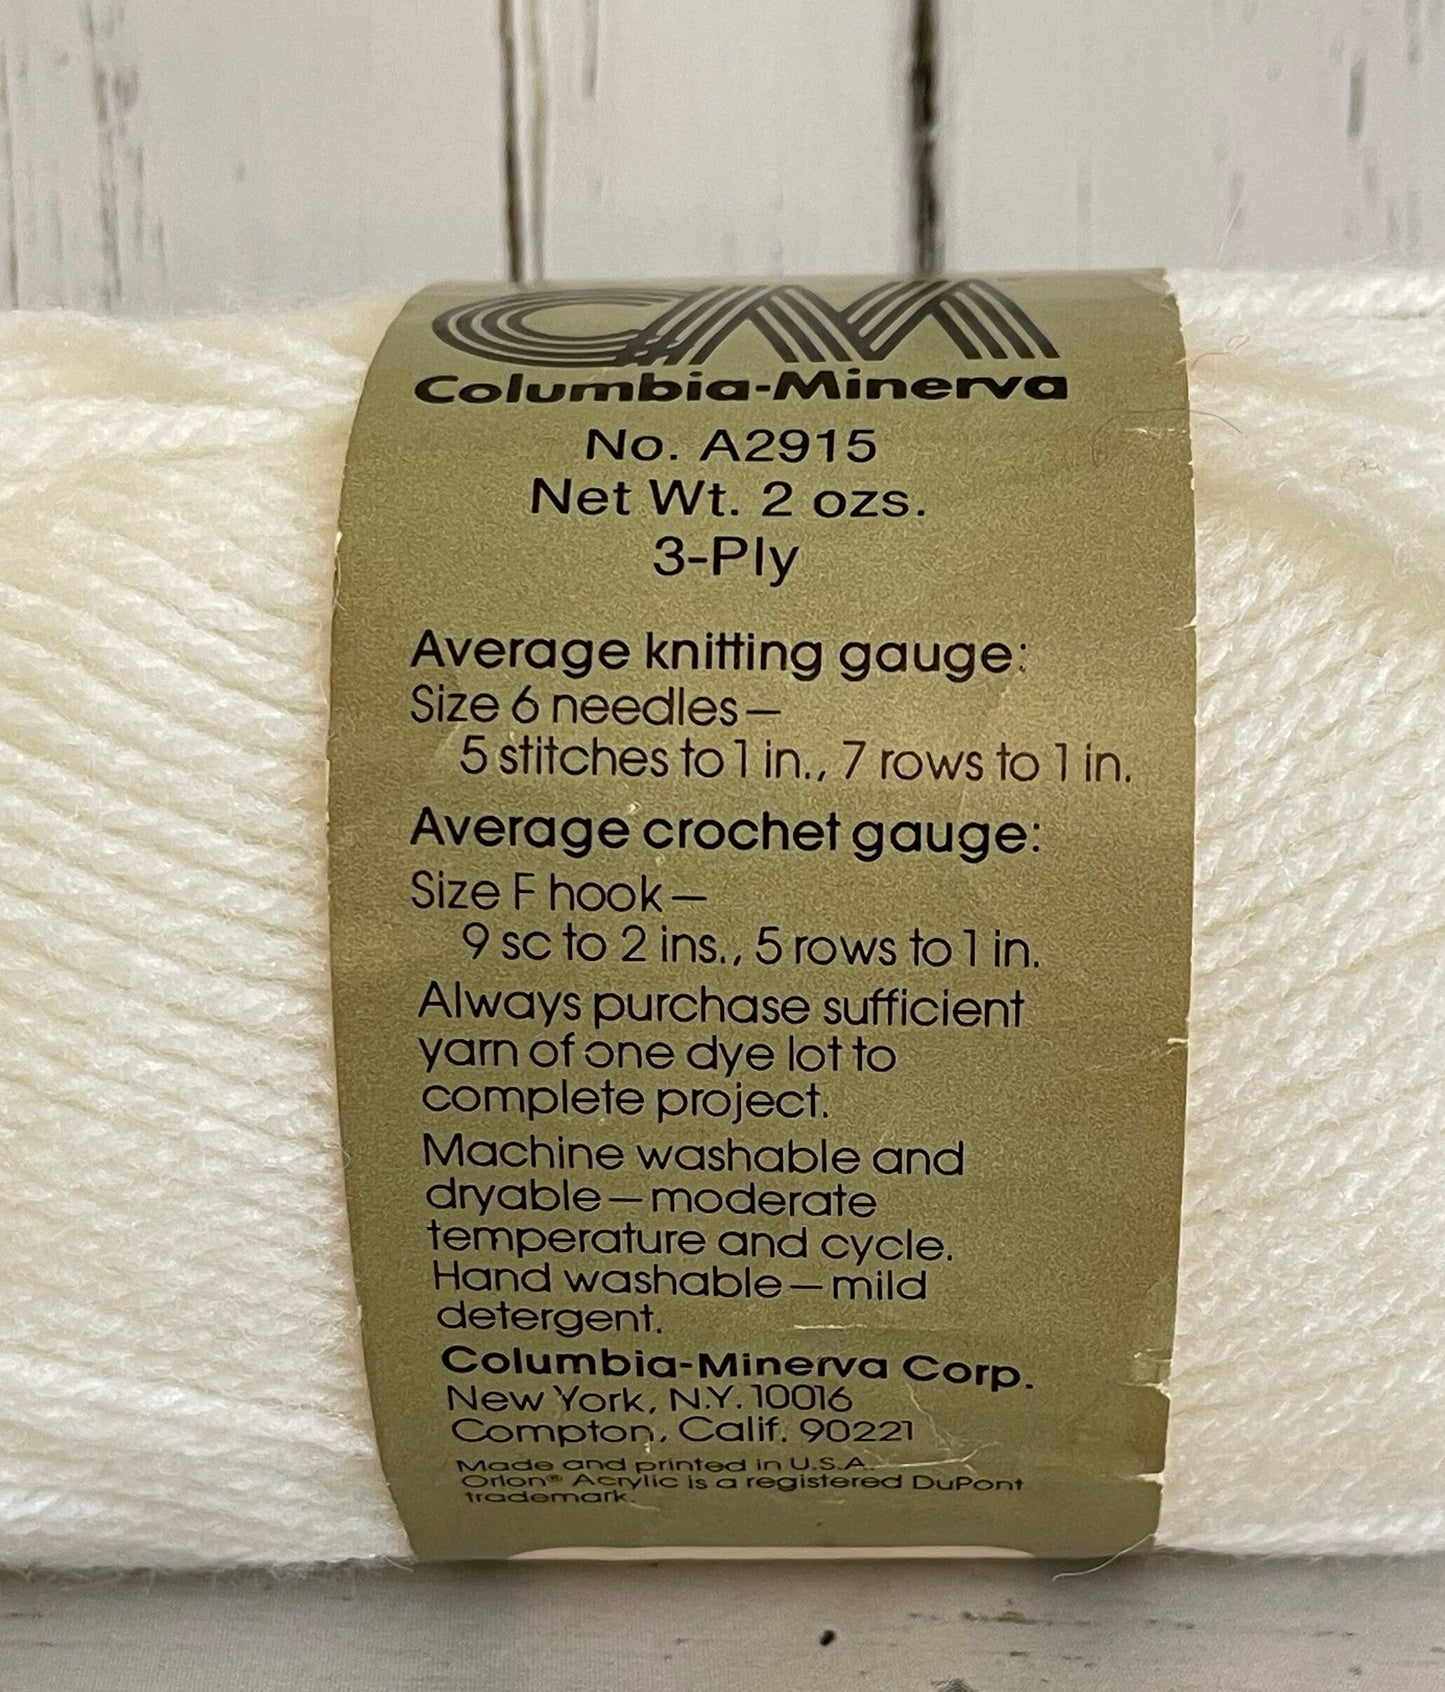 CM
Columbia-Minerva
No. A2915
Net Wt. 2 ozs.
3-Ply
Average knitting gauge:
Size 6 needles—
5 stitches to 1 in., 7 rows to 1 in.
Average crochet gauge:
Size F hook—
9 sc to 2 ins., 5 rows to 1 in.
Always purchase sufficient
yarn of one dye lot to
complete project.
Machine washable and
dryable—moderate
temperature and cycle.
Hand washable—mild
detergent.
Columbia-Minerva Corp.
New York, N.Y. 10016
Compton, Calif. 90221
Made and printed in U.S.A.
Orlon® Acrylic is a registered DuPont
trademark.